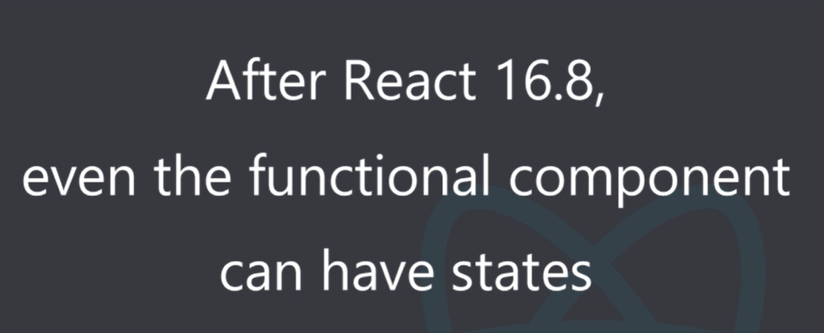 After React 16.8,
even the functional component
can have states